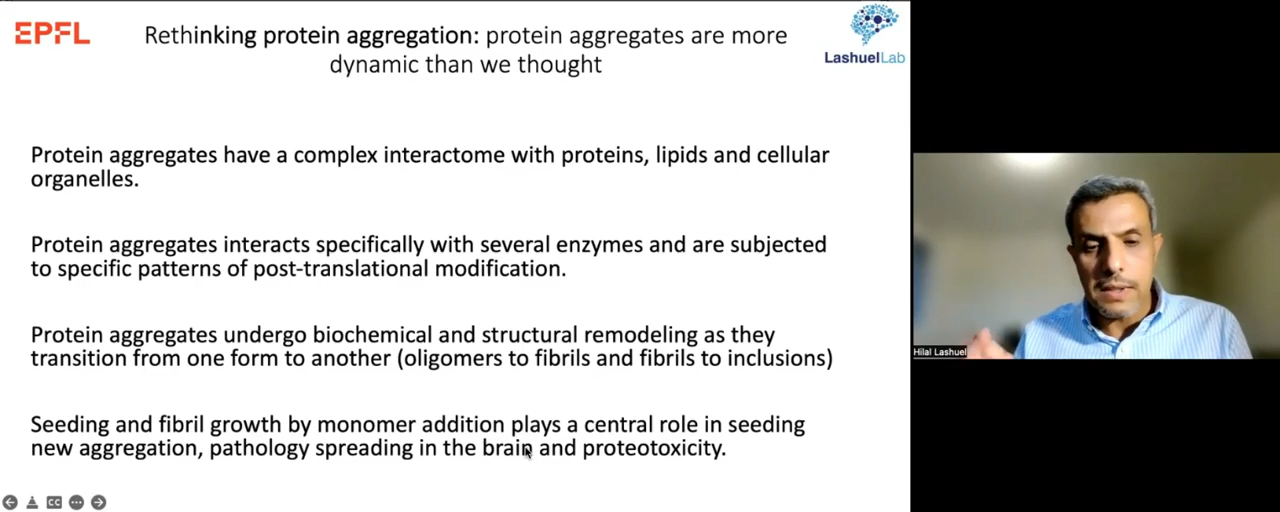 EPFL
Rethinking protein aggregation: protein aggregates are more
dynamic than we thought
LashuelLab
Protein aggregates have a complex interactome with proteins, lipids and cellular
organelles.
Protein aggregates interacts specifically with several enzymes and are subjected
to specific patterns of post-translational modification.
Protein aggregates undergo biochemical and structural remodeling as they
transition from one form to another (oligomers to fibrils and fibrils to inclusions)
Seeding and fibril growth by monomer addition plays a central role in seeding
new aggregation, pathology spreading in the brain and proteotoxicity.
Hilal Lashuel
CC